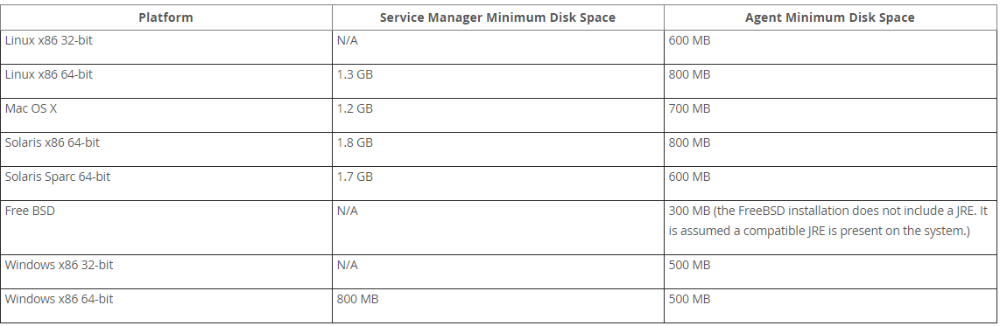 Platform Service Manager Minimum Disk Space Agent Minimum Disk Space
Linux x86 32-bit N/A 600 MB
Linux x86 64-bit 1.3 GB 800 MB
Mac OS X 1.2 GB 700 MB
Solaris x86 64-bit 1.8 GB 800 MB
Solaris Sparc 64-bit 1.7 GB 600 MB
Free BSD N/A 300 MB (the FreeBSD installation does not include a JRE. It
is assumed a compatible JRE is present on the system.)
Windows x86 32-bit N/A 500 MB
Windows x86 64-bit 800 MB 500 MB